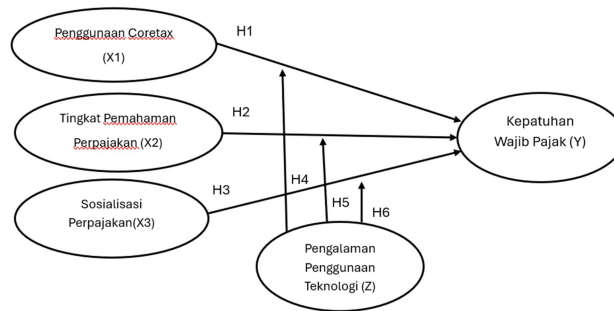 Penggunaan Coretax
(X1)
H1
Tingkat Pemahaman
Perpajakan (X2)
H2
Kepatuhan
Wajib Pajak (Y)
Sosialisasi
Perpajakan(X3)
H3
H4
H5
H6
Pengalaman
Penggunaan
Teknologi (Z)